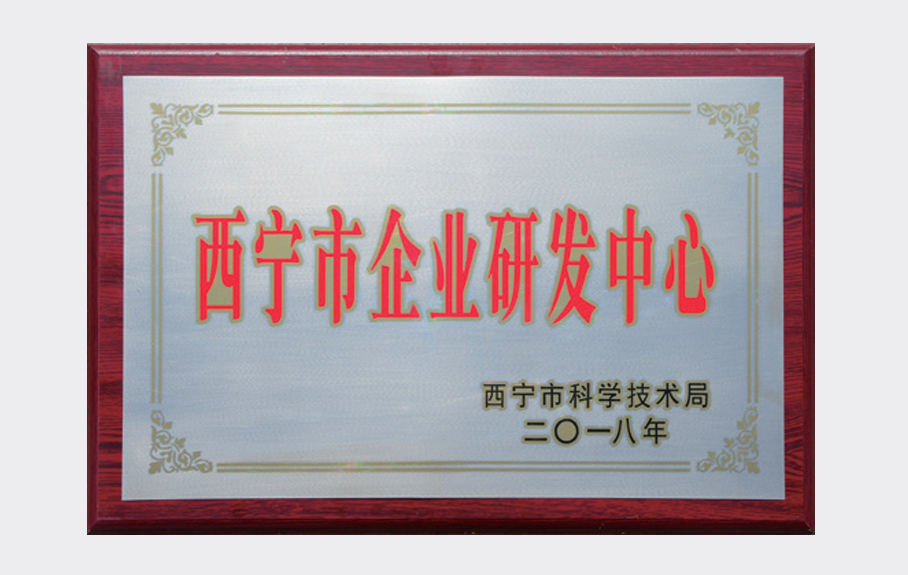 西宁市企业研发中心
西宁市科学技术局
二〇一八年